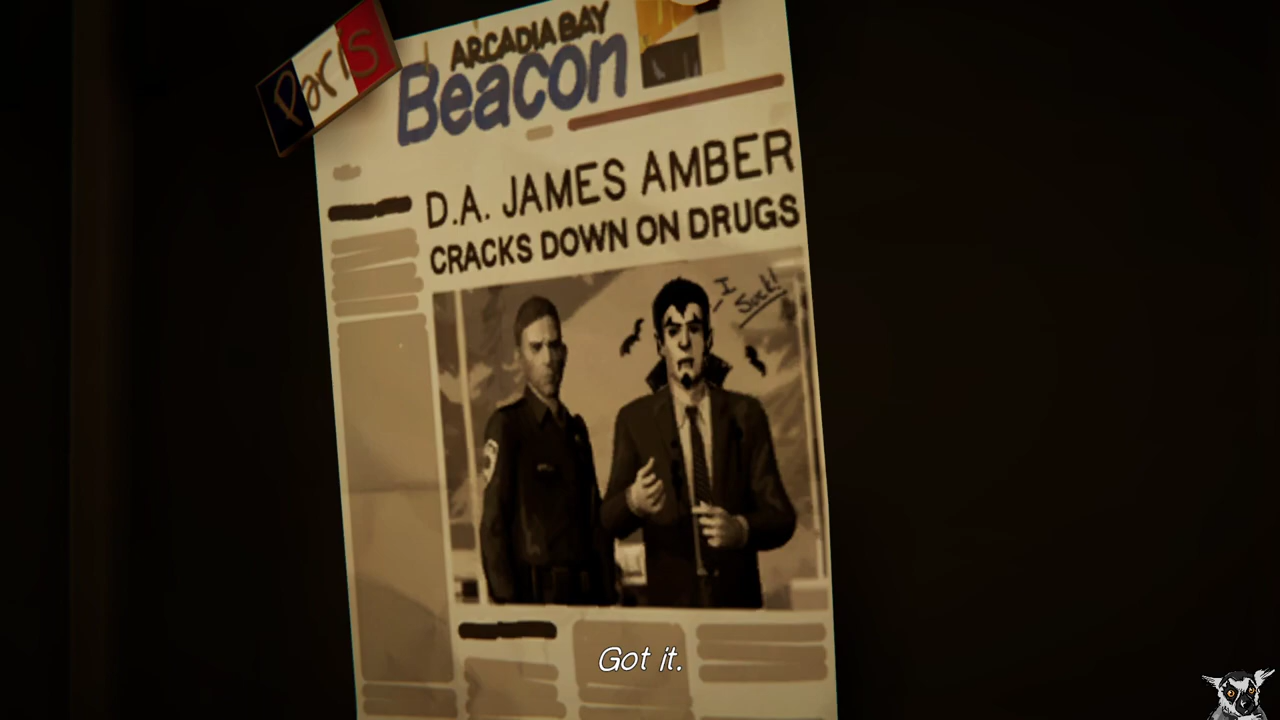 Paris
ARCADIA BAY
Beacon
D.A. JAMES AMBER
CRACKS DOWN ON DRUGS
I
Suck!
Got it.